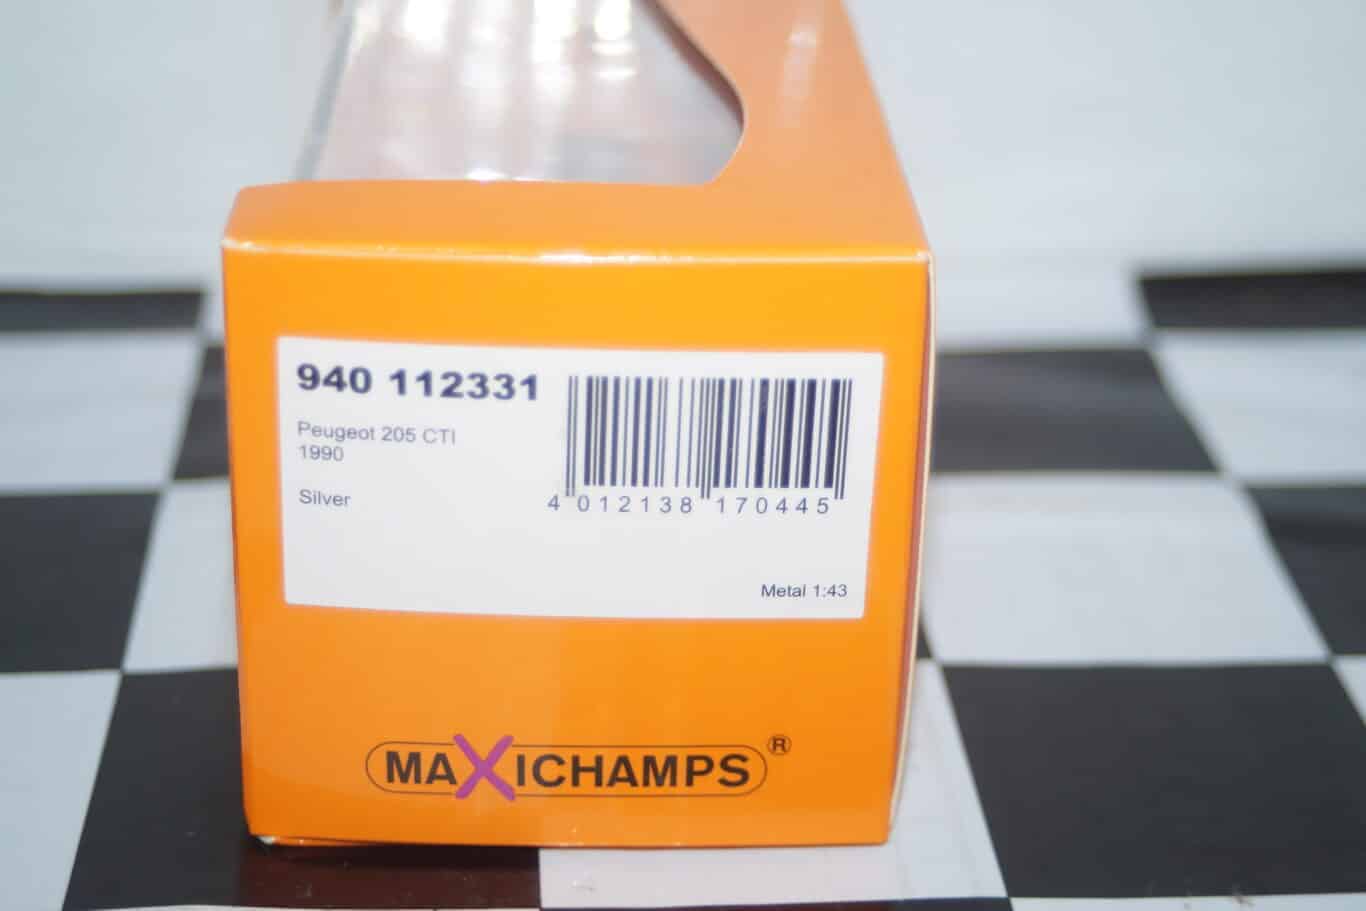 940 112331
Peugeot 205 CTI
1990
Silver
4 012138 170445
Metal 1:43
MAXICHAMPS®